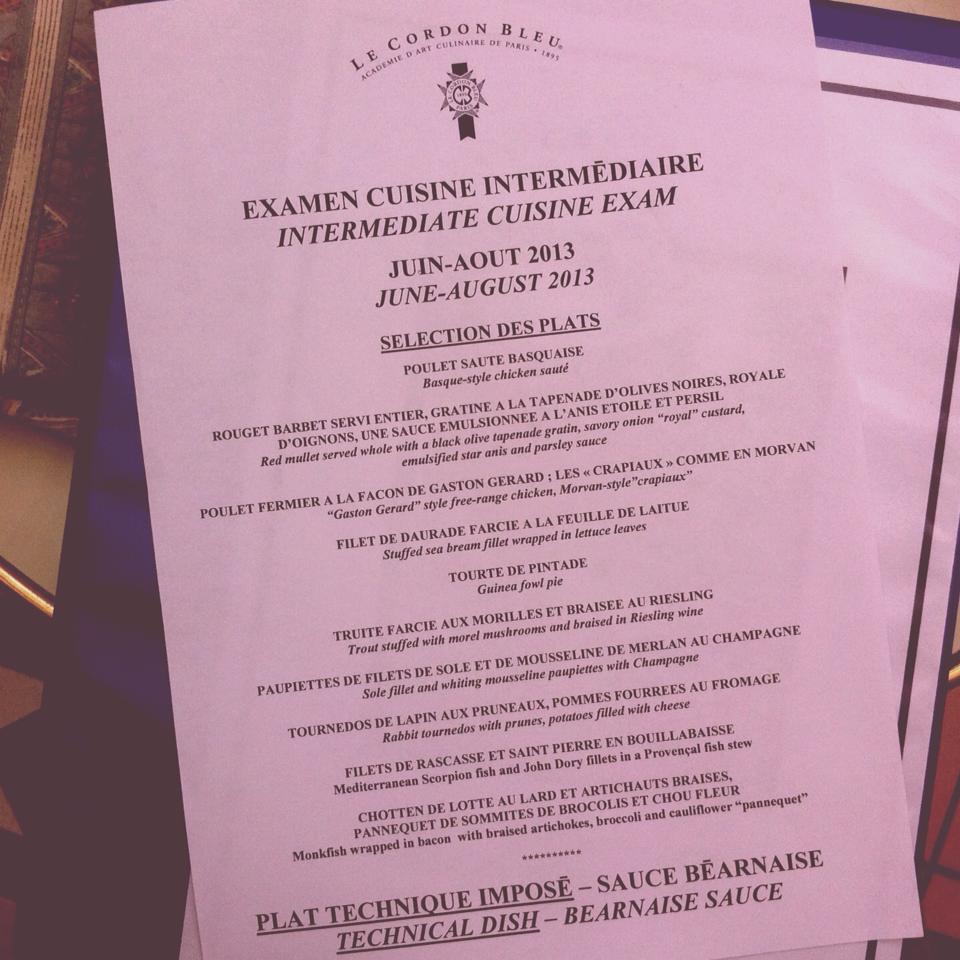 LE CORDON BLEU®
ACADEMIE D'ART CULINAIRE DE PARIS • 1895
EXAMEN CUISINE INTERMĒDIAIRE
INTERMEDIATE CUISINE EXAM
JUIN-AOUT 2013
JUNE-AUGUST 2013
SELECTION DES PLATS
POULET SAUTE BASQUAISE
Basque-style chicken sauté
ROUGET BARBET SERVI ENTIER, GRATINE A LA TAPENADE D'OLIVES NOIRES, ROYALE
D'OIGNONS, UNE SAUCE EMULSIONNEE A L'ANIS ETOILE ET PERSIL
Red mullet served whole with a black olive tapenade gratin, savory onion "royal" custard,
emulsified star anis and parsley sauce
POULET FERMIER A LA FACON DE GASTON GERARD ; LES « CRAPIAUX » COMME EN MORVAN
"Gaston Gerard" style free-range chicken, Morvan-style"crapiaux"
FILET DE DAURADE FARCIE A LA FEUILLE DE LAITUE
Stuffed sea bream fillet wrapped in lettuce leaves
TOURTE DE PINTADE
Guinea fowl pie
TRUITE FARCIE AUX MORILLES ET BRAISEE AU RIESLING
Trout stuffed with morel mushrooms and braised in Riesling wine
PAUPIETTES DE FILETS DE SOLE ET DE MOUSSELINE DE MERLAN AU CHAMPAGNE
Sole fillet and whiting mousseline paupiettes with Champagne
TOURNEDOS DE LAPIN AUX PRUNEAUX, POMMES FOURREES AU FROMAGE
Rabbit tournedos with prunes, potatoes filled with cheese
FILETS DE RASCASSE ET SAINT PIERRE EN BOUILLABAISSE
Mediterranean Scorpion fish and John Dory fillets in a Provençal fish stew
CHOTTEN DE LOTTE AU LARD ET ARTICHAUTS BRAISES,
PANNEQUET DE SOMMITES DE BROCOLIS ET CHOU FLEUR
Monkfish wrapped in bacon with braised artichokes, broccoli and cauliflower "pannequet"
**********
PLAT TECHNIQUE IMPOSĒ – SAUCE BĒARNAISE
TECHNICAL DISH – BEARNAISE SAUCE